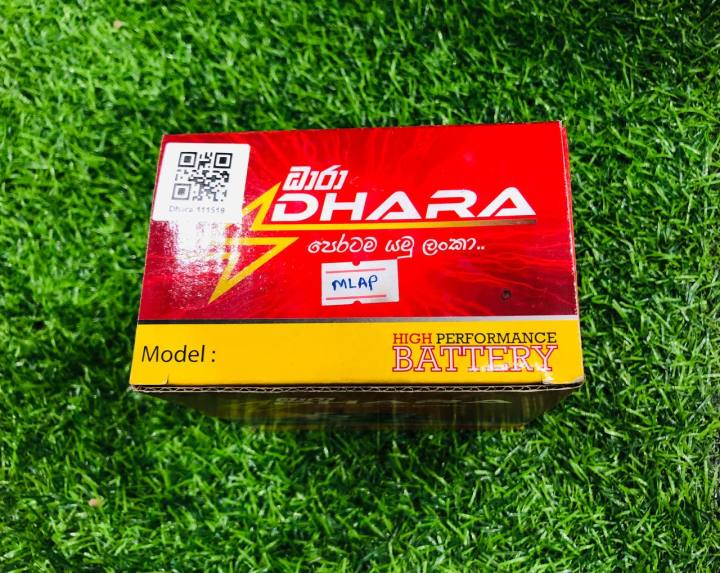 Dhara 111519
ධාරා
DHARA
පෙරටම යමු ලංකා..
MLAP
Model :
HIGH PERFORMANCE
BATTERY